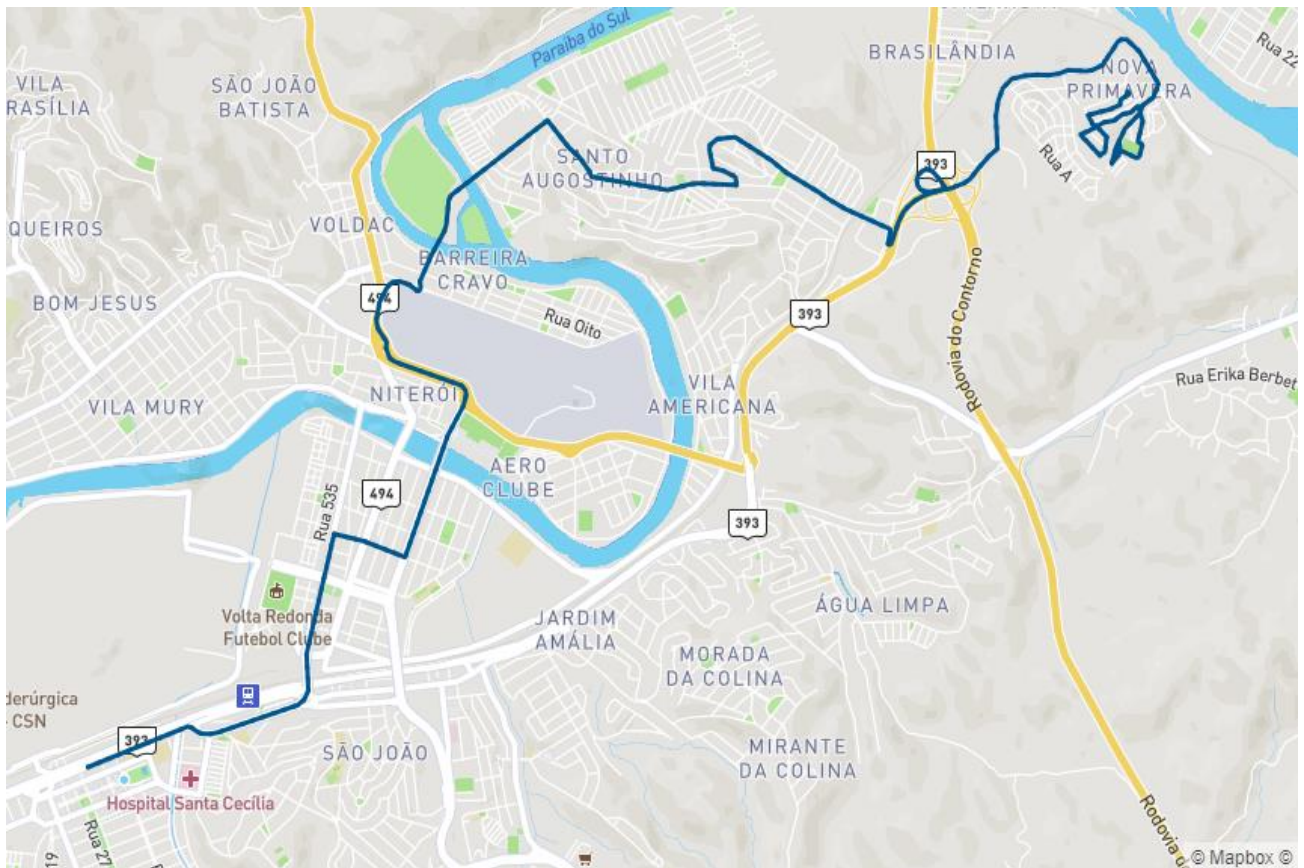 Paraíba do Sul
BRASILÂNDIA
Rua 22
VILA
RASÍLIA
SÃO JOÃO
BATISTA
NOVA
PRIMAVERA
SANTO
AUGOSTINHO
393
Rua A
QUEIROS
VOLDAC
BARREIRA
CRAVO
BOM JESUS
494
Rua Oito
393
Rodovia do Contorno
VILA
AMERICANA
Rua Erika Berbet
NITERÓI
VILA MURY
AERO
CLUBE
Rua 535
494
393
Volta Redonda
Futebol Clube
JARDIM
AMÁLIA
ÁGUA LIMPA
MORADA
DA COLINA
derúrgica
- CSN
393
SÃO JOÃO
MIRANTE
DA COLINA
Hospital Santa Cecília
Rua 27
19
© Mapbox ©